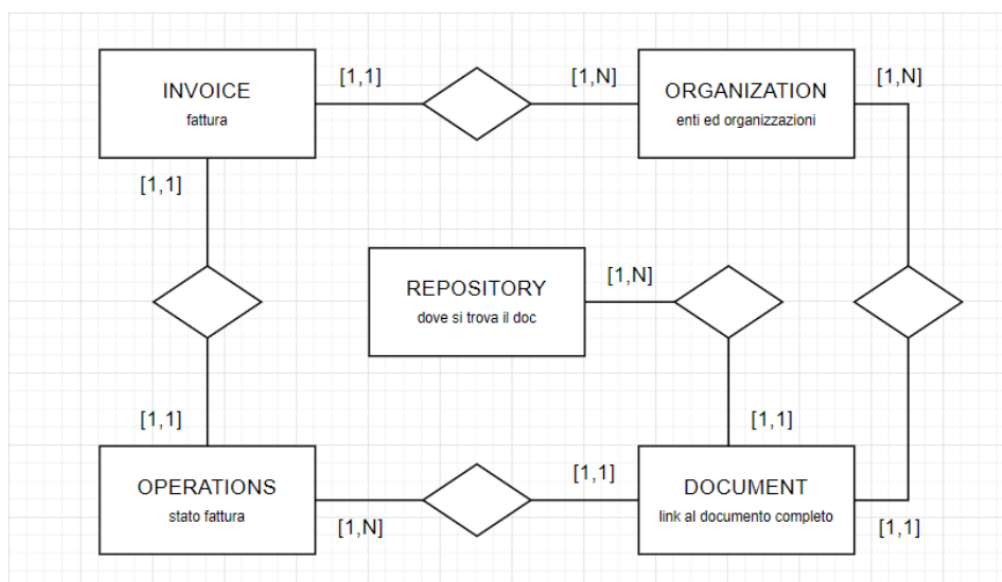 INVOICE
fattura
[1,1]
[1,N]
ORGANIZATION
enti ed organizzazioni
[1,N]
[1,1]
REPOSITORY
dove si trova il doc
[1,N]
[1,1]
[1,1]
OPERATIONS
stato fattura
[1,N]
[1,1]
DOCUMENT
link al documento completo
[1,1]